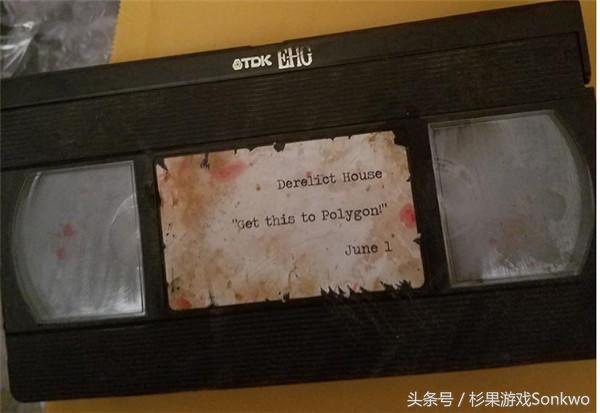 TDK EHG
Derelict House
"Get this to Polygon!"
June 1
头条号 / 杉果游戏Sonkwo